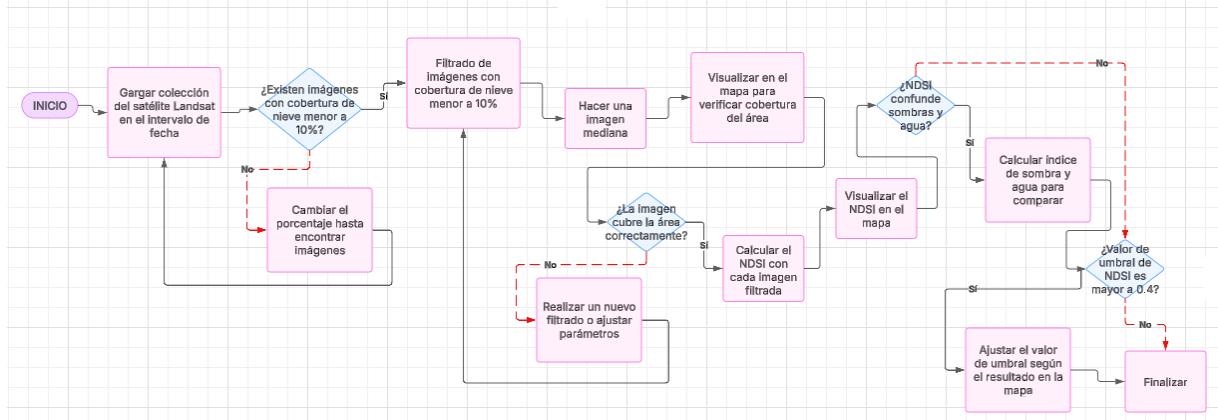 INICIO
Gargar colección
del satélite Landsat
en el intervalo de
fecha
¿Existen imágenes
con cobertura de
nieve menor a
10%?
Sí
No
Cambiar el
porcentaje hasta
encontrar
imágenes
Filtrado de
imágenes con
cobertura de nieve
menor a 10%
Hacer una
imagen
mediana
Visualizar en el
mapa para
verificar cobertura
del área
¿La imagen
cubre la área
correctamente?
Sí
No
Realizar un nuevo
filtrado o ajustar
parámetros
Calcular el
NDSI con
cada imagen
filtrada
Visualizar el
NDSI en el
mapa
¿NDSI
confunde
sombras y
agua?
No
Sí
Calcular índice
de sombra y
agua para
comparar
¿Valor de
umbral de
NDSI es
mayor a 0.4?
Sí
No
Ajustar el valor
de umbral según
el resultado en la
mapa
Finalizar